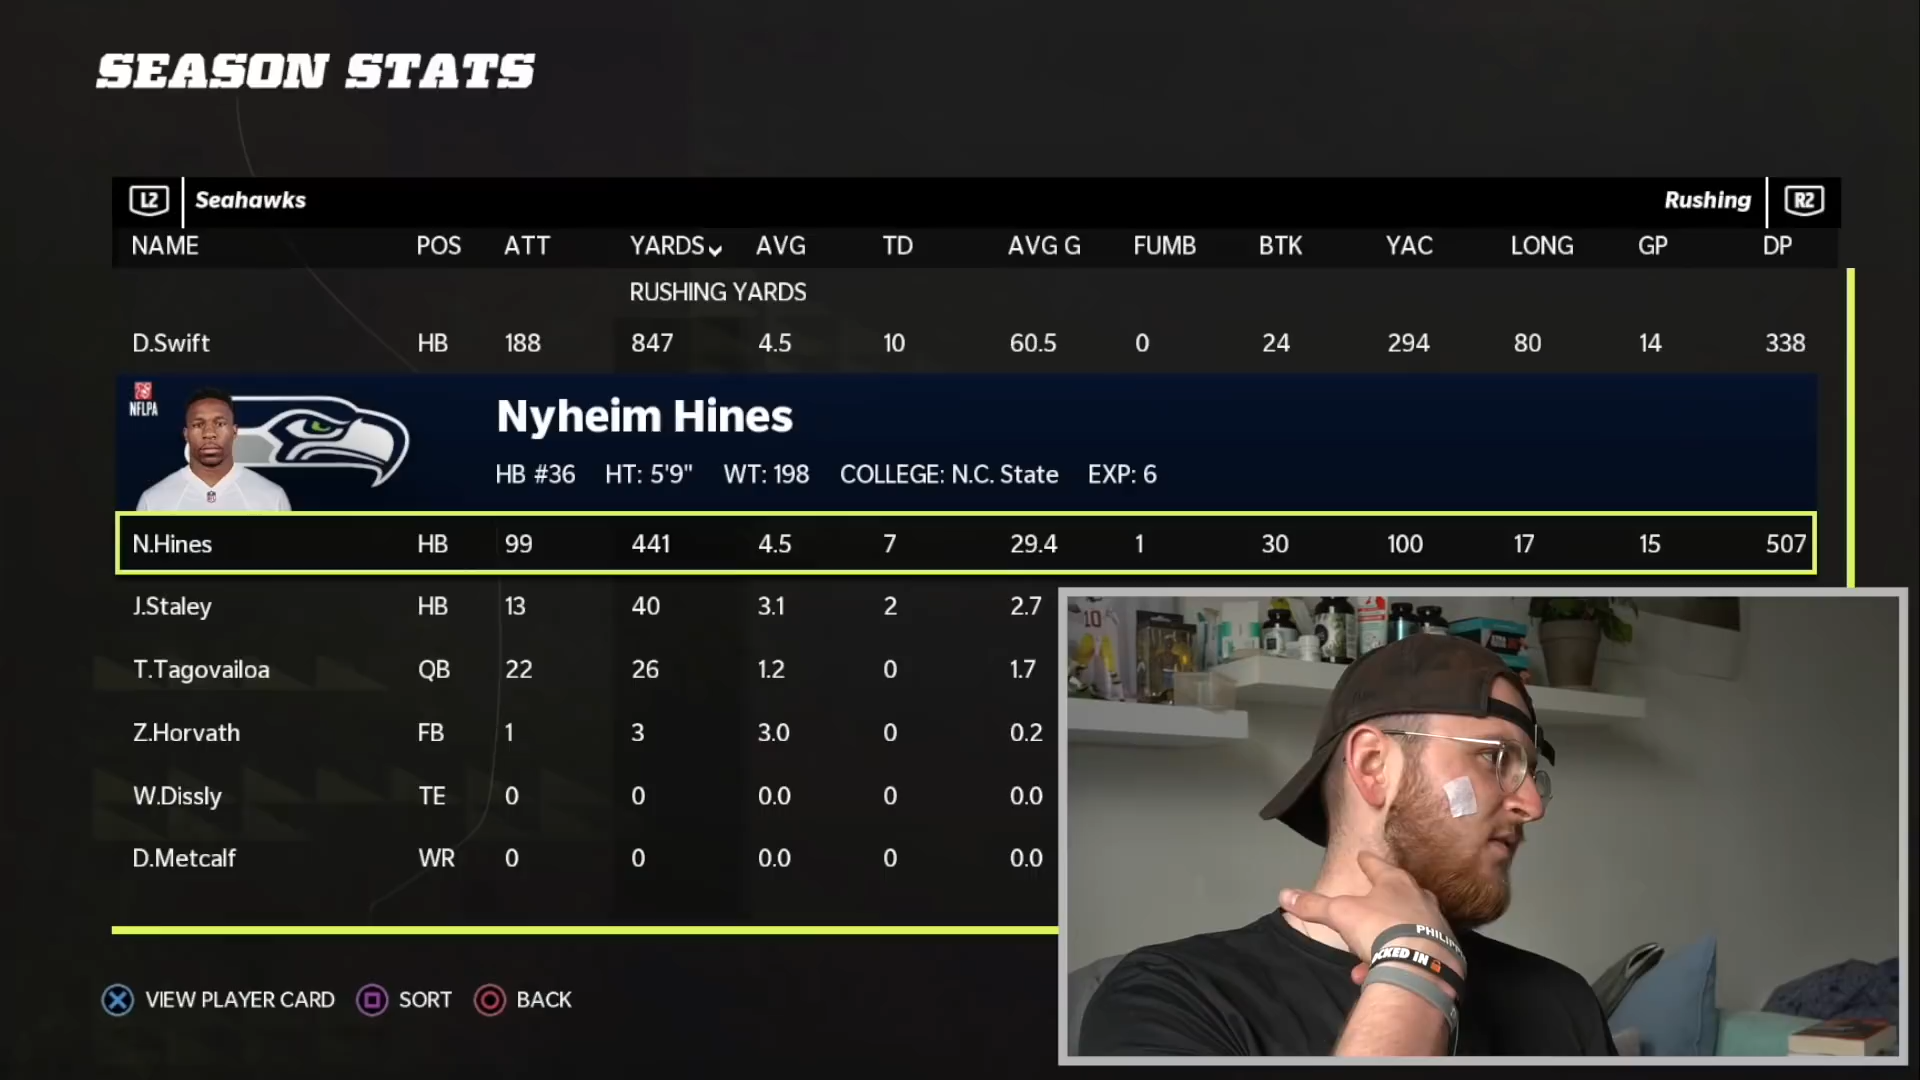 SEASON STATS
L2 Seahawks Rushing R2
NAME POS ATT YARDS AVG TD AVG G FUMB BTK YAC LONG GP DP
RUSHING YARDS
D.Swift HB 188 847 4.5 10 60.5 0 24 294 80 14 338
NFLPA
Nyheim Hines
HB #36 HT: 5'9" WT: 198 COLLEGE: N.C. State EXP: 6
N.Hines HB 99 441 4.5 7 29.4 1 30 100 17 15 507
J.Staley HB 13 40 3.1 2 2.7
T.Tagovailoa QB 22 26 1.2 0 1.7
Z.Horvath FB 1 3 3.0 0 0.2
W.Dissly TE 0 0 0.0 0 0.0
D.Metcalf WR 0 0 0.0 0 0.0
VIEW PLAYER CARD SORT BACK
10
PHILIPP
OCKED IN